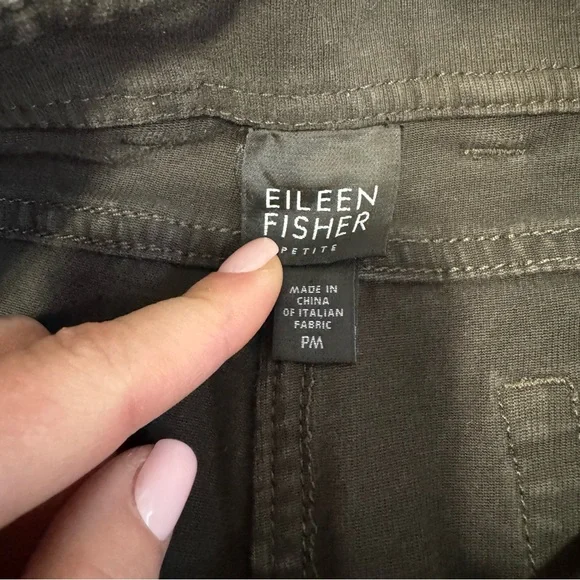 EILEEN
FISHER
PETITE
MADE IN
CHINA
OF ITALIAN
FABRIC
PM